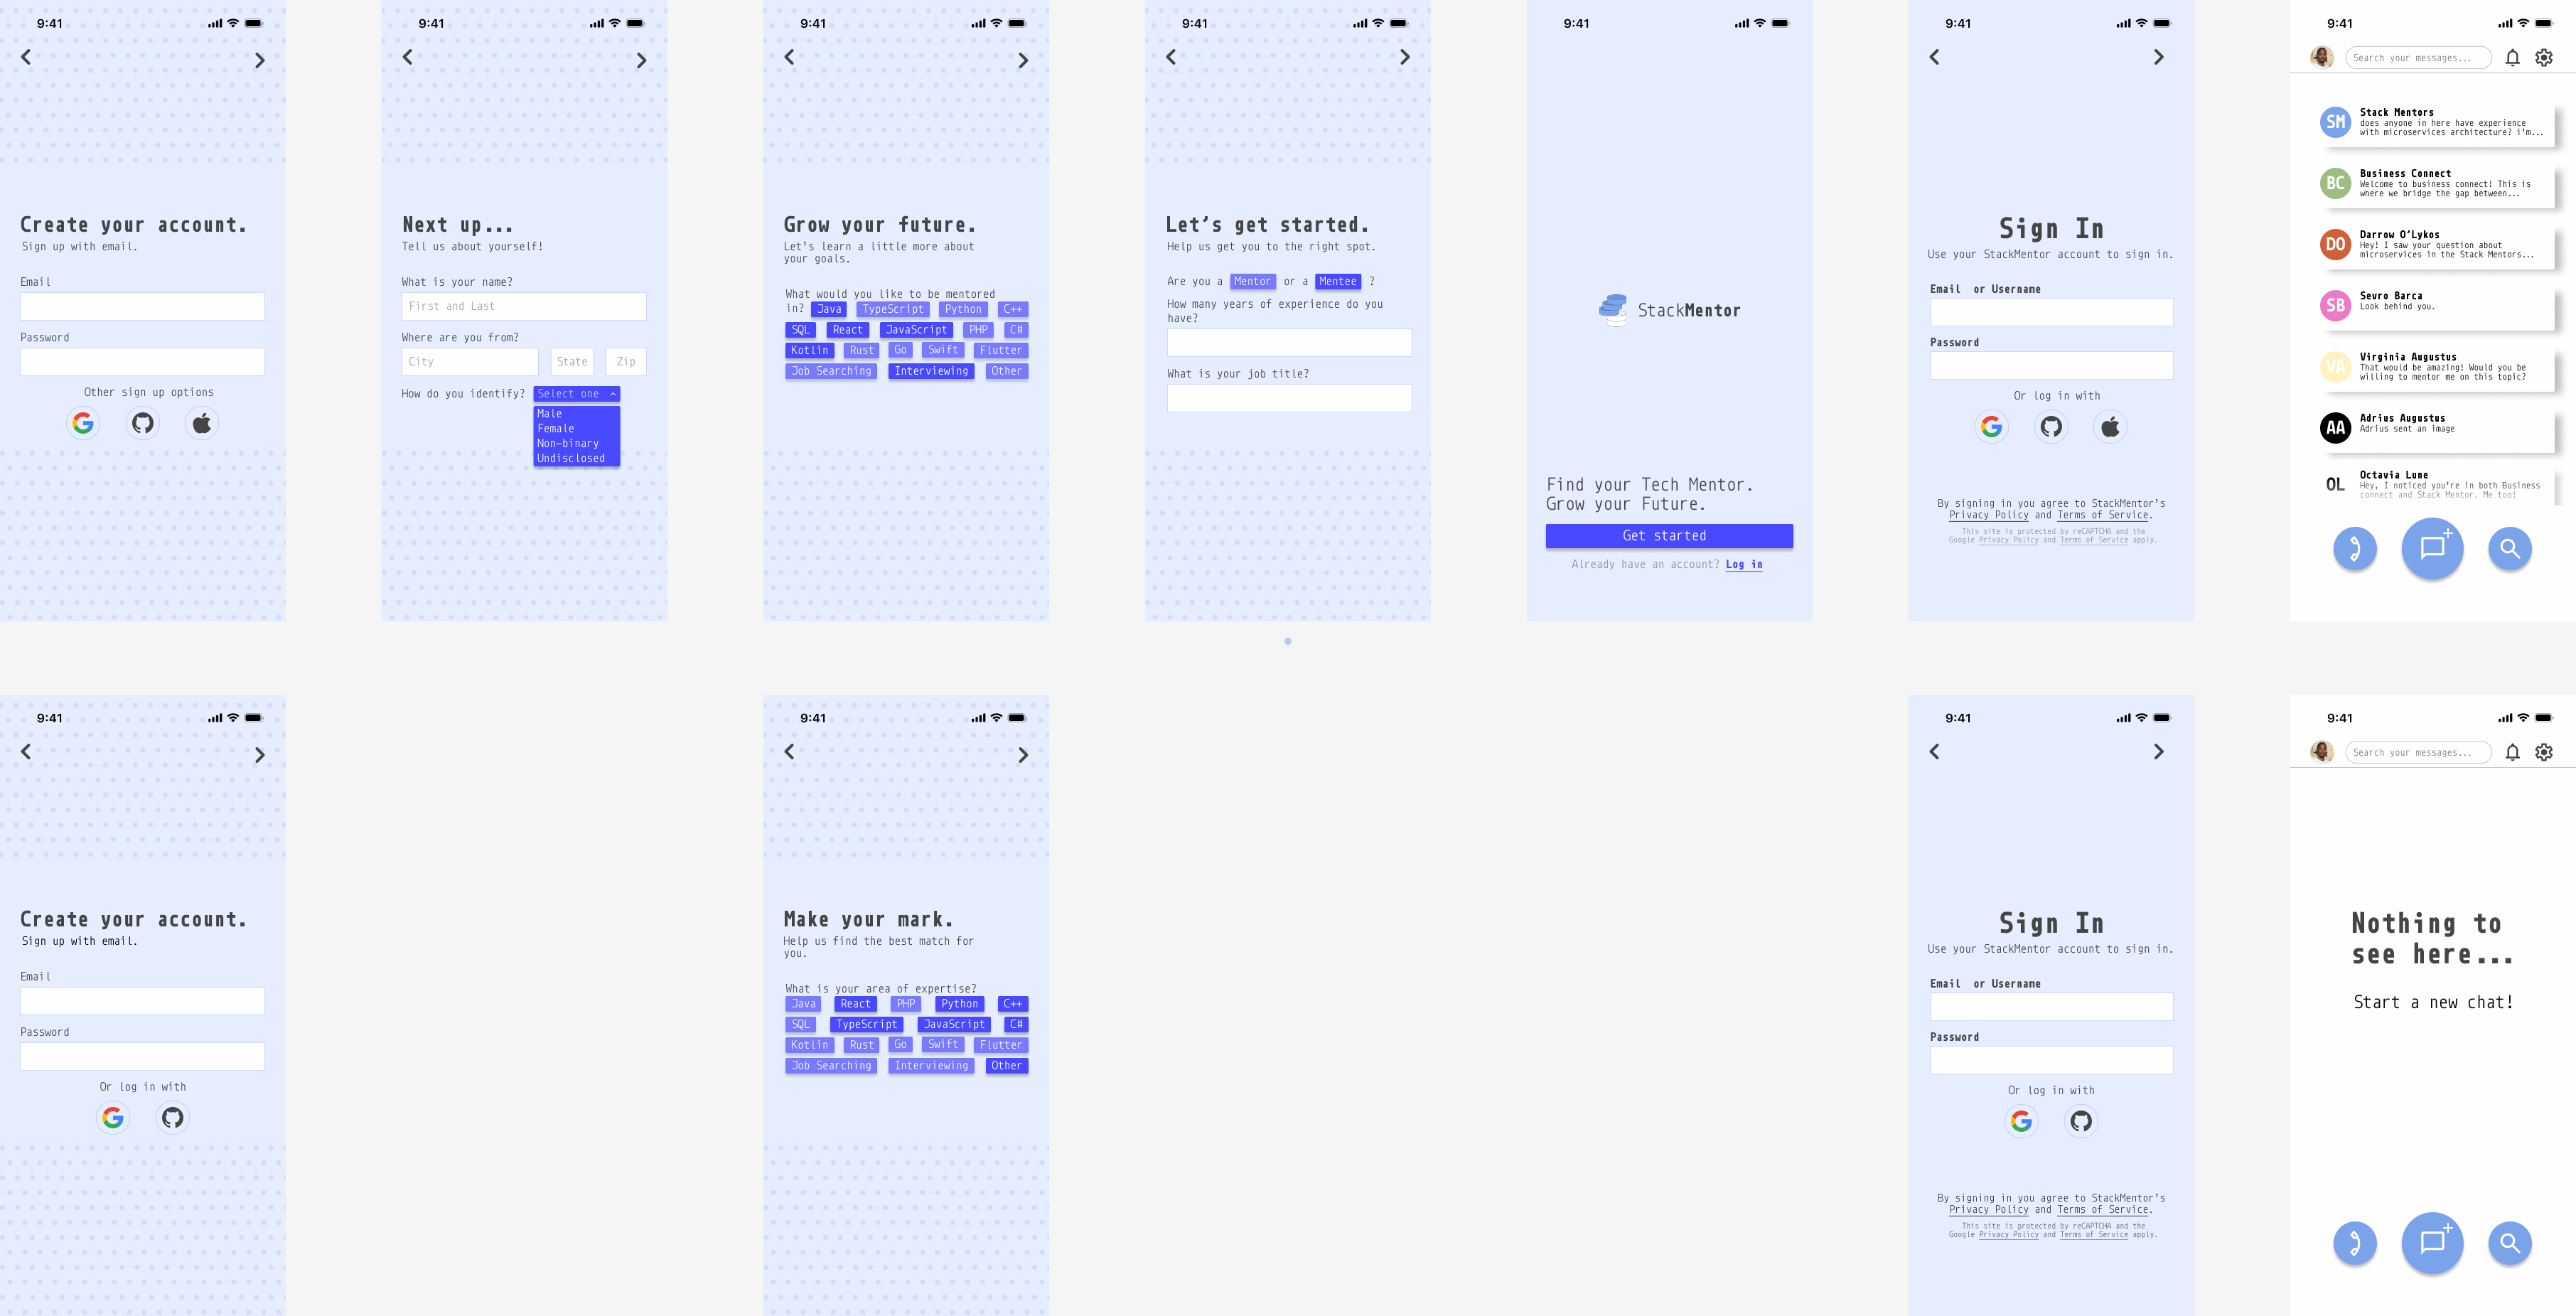 9:41
Create your account.
Sign up with email.
Email
Password
Other sign up options
9:41
Next up...
Tell us about yourself!
What is your name?
First and Last
Where are you from?
City State Zip
How do you identify? Select one
Male
Female
Non-binary
Undisclosed
9:41
Grow your future.
Let's learn a little more about
your goals.
What would you like to be mentored
in? Java TypeScript Python C++
SQL React JavaScript PHP C#
Kotlin Rust Go Swift Flutter
Job Searching Interviewing Other
9:41
Let's get started.
Help us get you to the right spot.
Are you a Mentor or a Mentee ?
How many years of experience do you
have?
What is your job title?
9:41
StackMentor
Find your Tech Mentor.
Grow your Future.
Get started
Already have an account? Log in
9:41
Sign In
Use your StackMentor account to sign in.
Email or Username
Password
Or log in with
By signing in you agree to StackMentor's
Privacy Policy and Terms of Service.
This site is protected by reCAPTCHA and the
Google Privacy Policy and Terms of Service apply.
9:41
Search your messages...
SM
Stack Mentors
does anyone in here have experience
with microservices architecture? i'm...
BC
Business Connect
Welcome to business connect! This is
where we bridge the gap between...
DO
Darrow O'Lykos
Hey! I saw your question about
microservices in the Stack Mentors...
SB
Sevro Barca
Look behind you.
VA
Virginia Augustus
That would be amazing! Would you be
willing to mentor me on this topic?
AA
Adrius Augustus
Adrius sent an image
OL
Octavia Lune
Hey, I noticed you're in both Business
connect and Stack Mentor. Me too!
9:41
Create your account.
Sign up with email.
Email
Password
Or log in with
9:41
Make your mark.
Help us find the best match for
you.
What is your area of expertise?
Java React PHP Python C++
SQL TypeScript JavaScript C#
Kotlin Rust Go Swift Flutter
Job Searching Interviewing Other
9:41
Sign In
Use your StackMentor account to sign in.
Email or Username
Password
Or log in with
By signing in you agree to StackMentor's
Privacy Policy and Terms of Service.
This site is protected by reCAPTCHA and the
Google Privacy Policy and Terms of Service apply.
9:41
Search your messages...
Nothing to
see here...
Start a new chat!